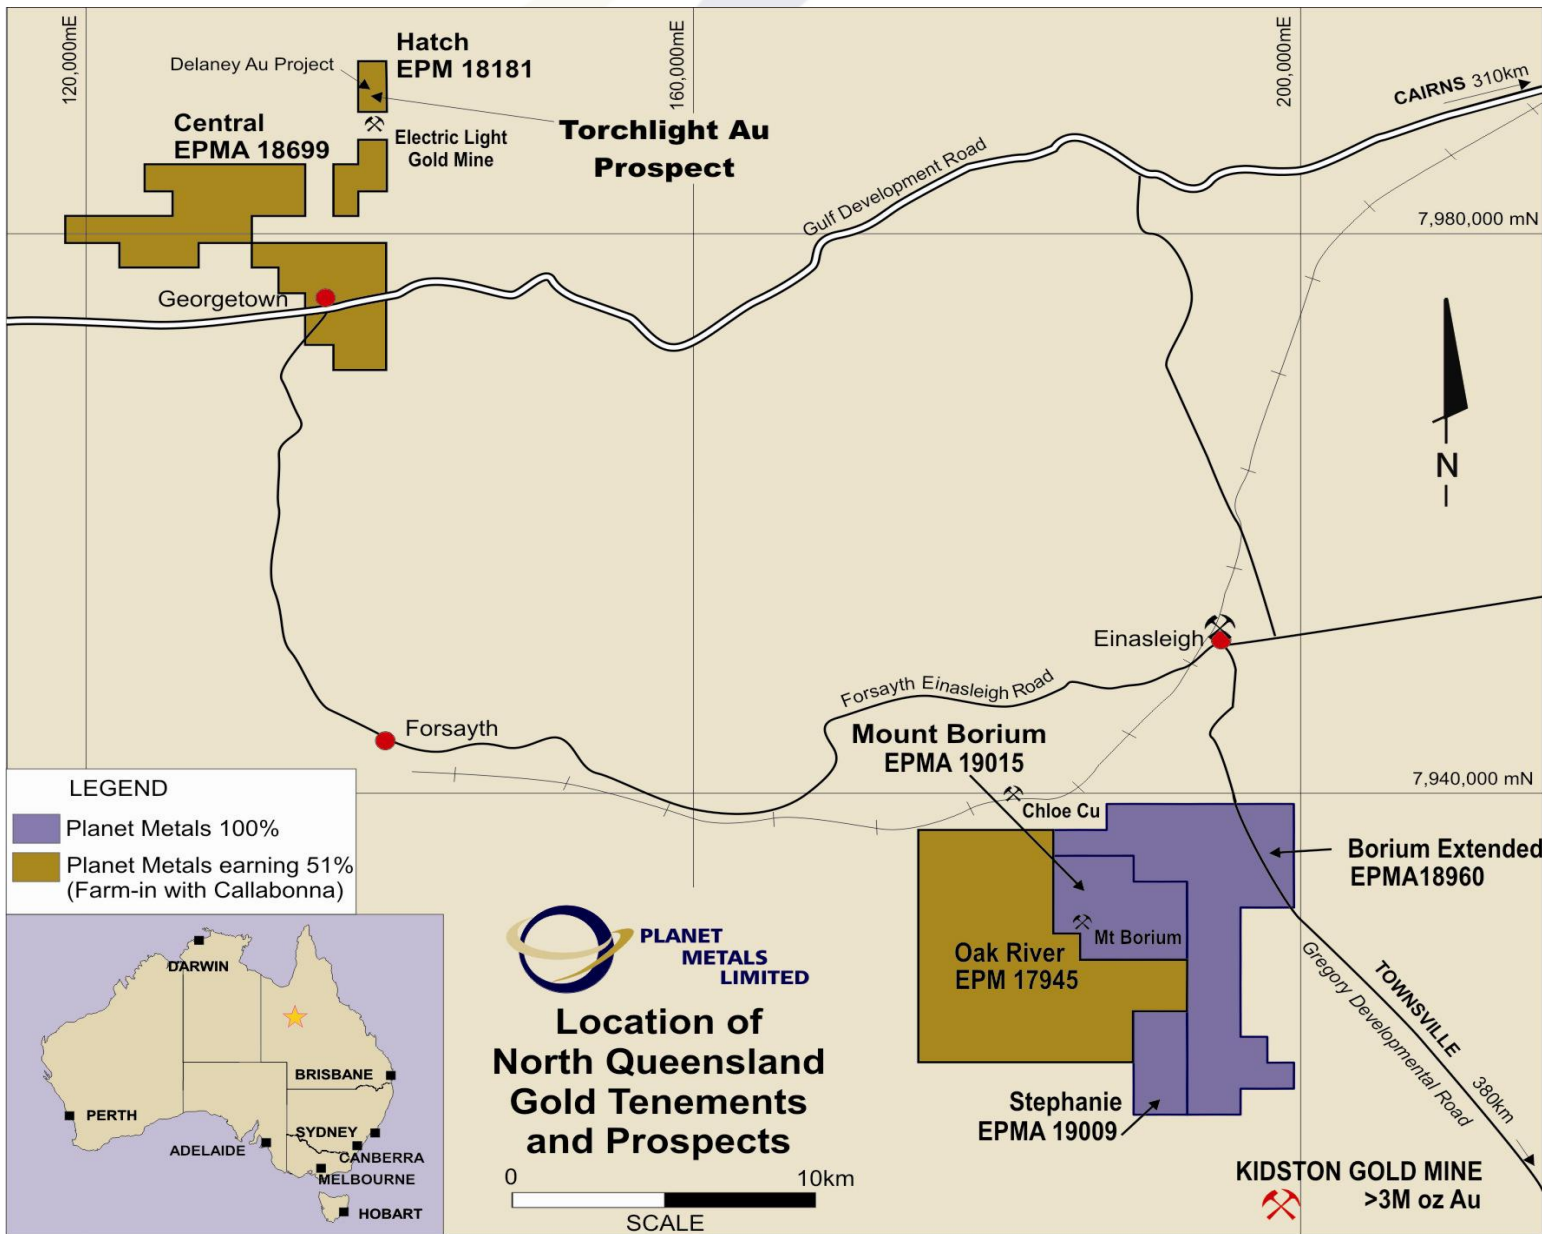 120,000mE
160,000mE
200,000mE
Hatch
EPM 18181
Delaney Au Project
CAIRNS 310km
Central
EPMA 18699
Electric Light
Gold Mine
Torchlight Au
Prospect
Gulf Development Road
7,980,000 mN
Georgetown
N
Einasleigh
Forsayth Einasleigh Road
Forsayth
Mount Borium
EPMA 19015
7,940,000 mN
Chloe Cu
LEGEND
Planet Metals 100%
Planet Metals earning 51%
(Farm-in with Callabonna)
Borium Extended
EPMA18960
Mt Borium
Oak River
EPM 17945
PLANET
METALS
LIMITED
Location of
North Queensland
Gold Tenements
and Prospects
TOWNSVILLE
380km
Gregory Developmental Road
Stephanie
EPMA 19009
DARWIN
BRISBANE
PERTH
SYDNEY
ADELAIDE
CANBERRA
MELBOURNE
HOBART
0 10km
SCALE
KIDSTON GOLD MINE
>3M oz Au